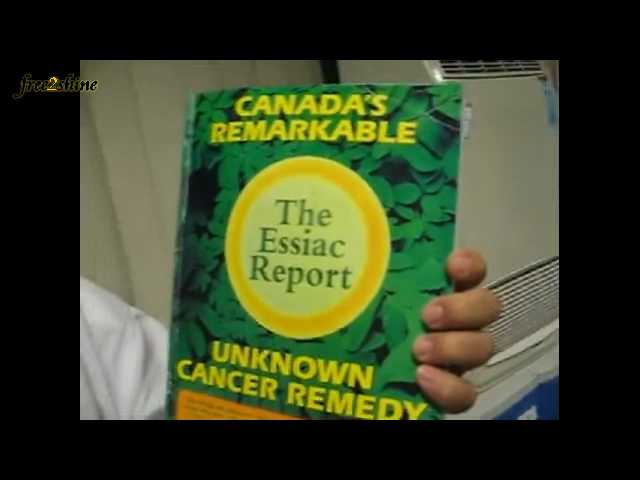 free2shine
CANADA'S
REMARKABLE
The
Essiac
Report
UNKNOWN
CANCER REMEDY